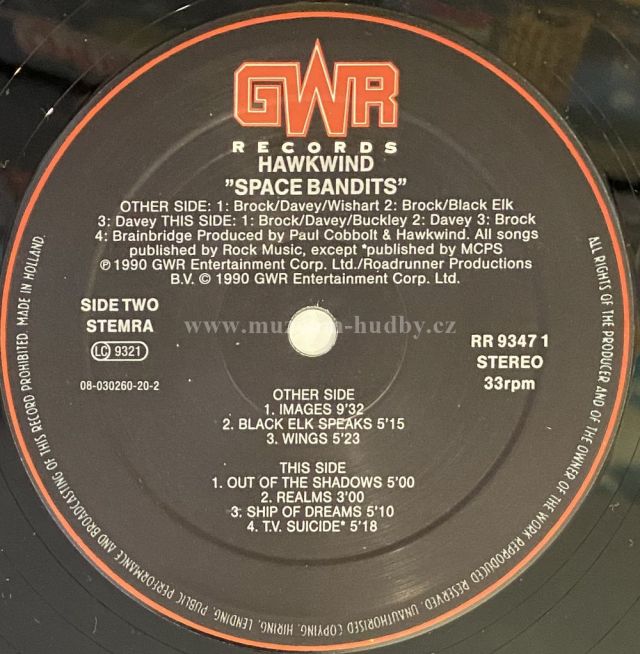 GWR
RECORDS
HAWKWIND
"SPACE BANDITS"
OTHER SIDE: 1: Brock/Davey/Wishart 2: Brock/Black Elk
3: Davey THIS SIDE: 1: Brock/Davey/Buckley 2: Davey 3: Brock
4: Brainbridge Produced by Paul Cobbolt & Hawkwind. All songs
published by Rock Music, except *published by MCPS
℗ 1990 GWR Entertainment Corp. Ltd./Roadrunner Productions
B.V. © 1990 GWR Entertainment Corp. Ltd.
SIDE TWO
STEMRA
LC 9321
08-030260-20-2
RR 9347 1
STEREO
33rpm
OTHER SIDE
1. IMAGES 9'32
2. BLACK ELK SPEAKS 5'15
3. WINGS 5'23
THIS SIDE
1. OUT OF THE SHADOWS 5'00
2. REALMS 3'00
3: SHIP OF DREAMS 5'10
4. T.V. SUICIDE* 5'18
ALL RIGHTS OF THE PRODUCER AND OF THE OWNER OF THE WORK REPRODUCED RESERVED. UNAUTHORISED COPYING, HIRING, LENDING, PUBLIC PERFORMANCE AND BROADCASTING OF THIS RECORD PROHIBITED. MADE IN HOLLAND.